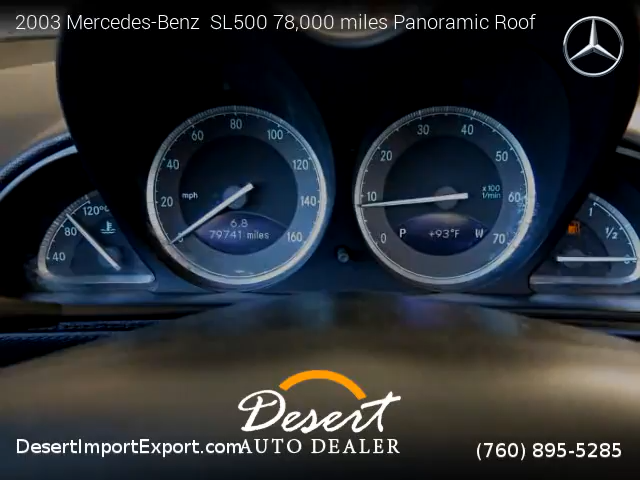 2003 Mercedes-Benz  SL500 78,000 miles Panoramic Roof
60 80 100
40 120
20 mph 140
0 160
6.8
79741 miles
30 40
20 50
10 x100 1/min 60
0 P +93°F W 70
120°C
80
40
1
½
0
Desert
AUTO DEALER
DesertImportExport.com
(760) 895-5285